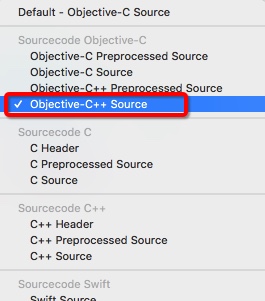 Default - Objective-C Source
Sourcecode Objective-C
Objective-C Preprocessed Source
Objective-C Source
Objective-C++ Preprocessed Source
✓ Objective-C++ Source
Sourcecode C
C Header
C Preprocessed Source
C Source
Sourcecode C++
C++ Header
C++ Preprocessed Source
C++ Source
Sourcecode Swift
Swift Source